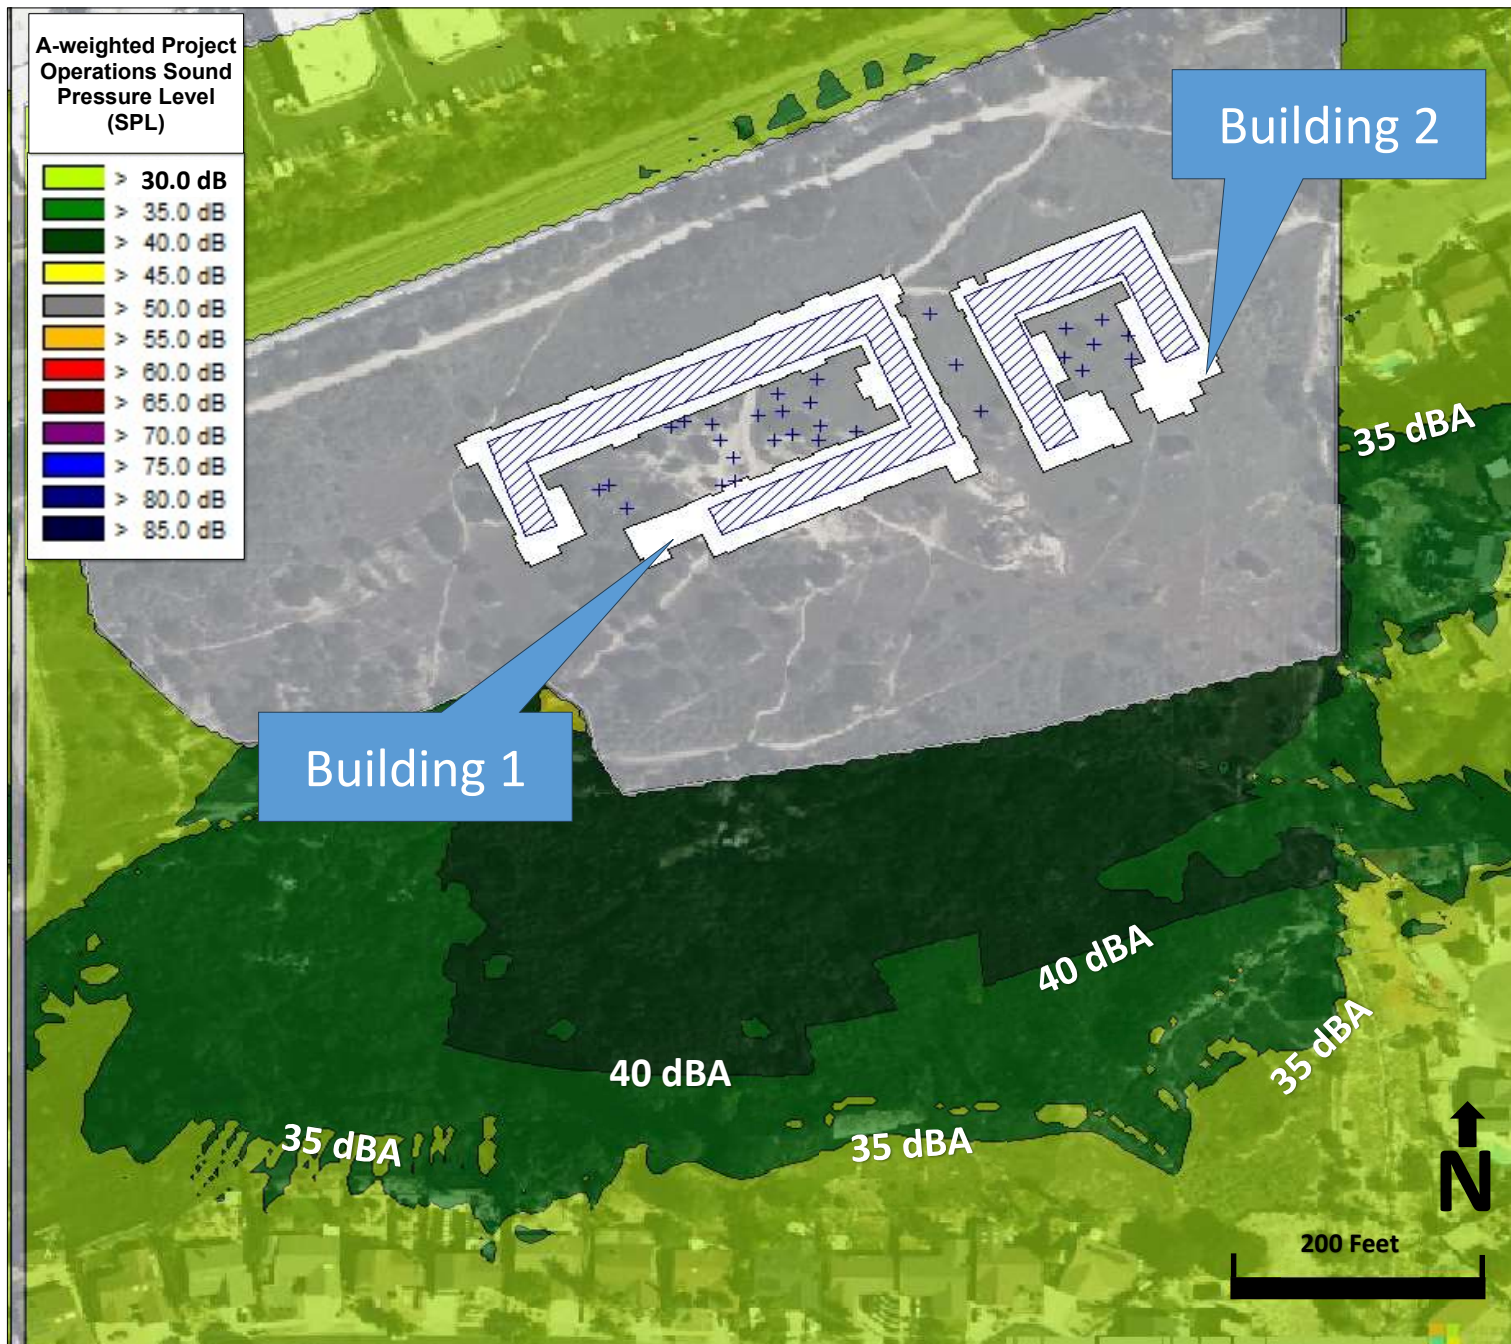 A-weighted Project
Operations Sound
Pressure Level
(SPL)
> 30.0 dB
> 35.0 dB
> 40.0 dB
> 45.0 dB
> 50.0 dB
> 55.0 dB
> 60.0 dB
> 65.0 dB
> 70.0 dB
> 75.0 dB
> 80.0 dB
> 85.0 dB
Building 2
35 dBA
Building 1
40 dBA
35 dBA
40 dBA
35 dBA
35 dBA
N
200 Feet